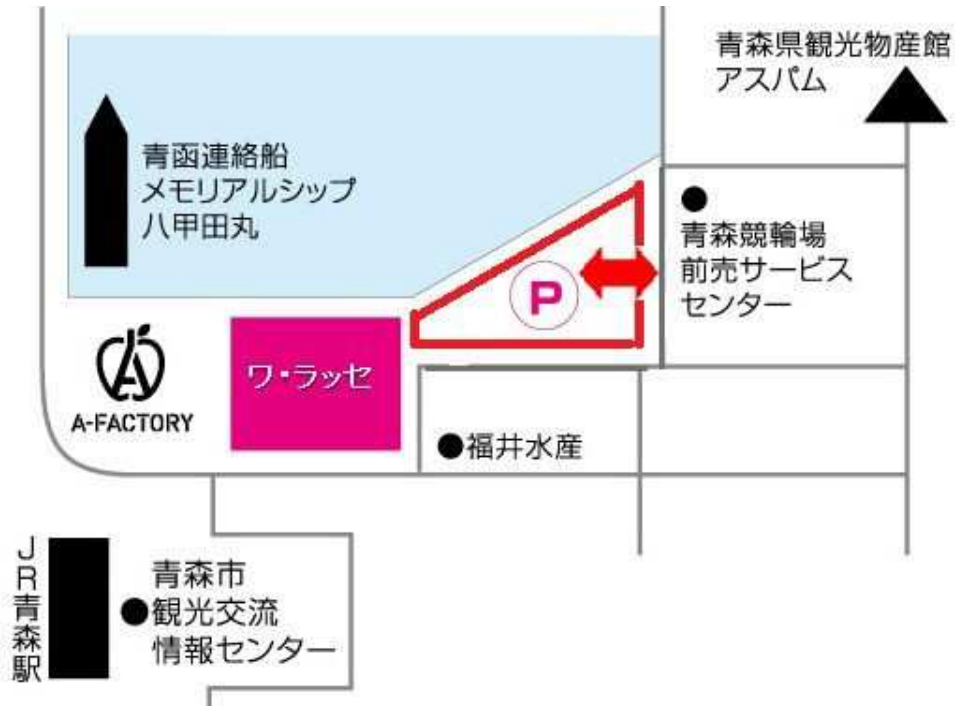 青森県観光物産館
アスパム
青函連絡船
メモリアルシップ
八甲田丸
青森競輪場
前売サービス
センター
P
ワ・ラッセ
A-FACTORY
福井水産
JR青森駅
青森市
観光交流
情報センター